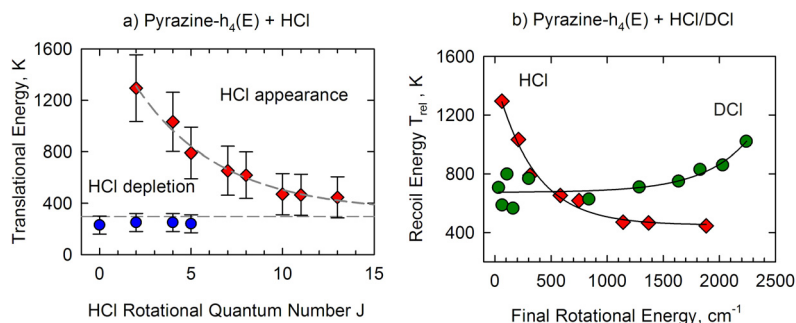 a) Pyrazine-h4(E) + HCl
1600
1200
800
400
0
Translational Energy, K
HCl appearance
HCl depletion
0 5 10 15
HCl Rotational Quantum Number J
b) Pyrazine-h4(E) + HCl/DCl
1600
1200
800
400
Recoil Energy Trel, K
HCl
DCl
0 500 1000 1500 2000 2500
Final Rotational Energy, cm-1